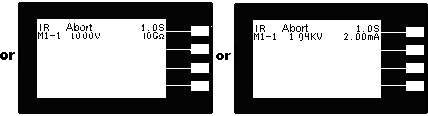 or
IR Abort 1.0S
M1-1 1000V 10GΩ
or
IR Abort 1.0S
M1-1 1.04KV 2.00mA